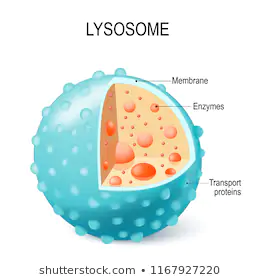 LYSOSOME
Membrane
Enzymes
Transport
proteins
shutterstock.com • 1167927220